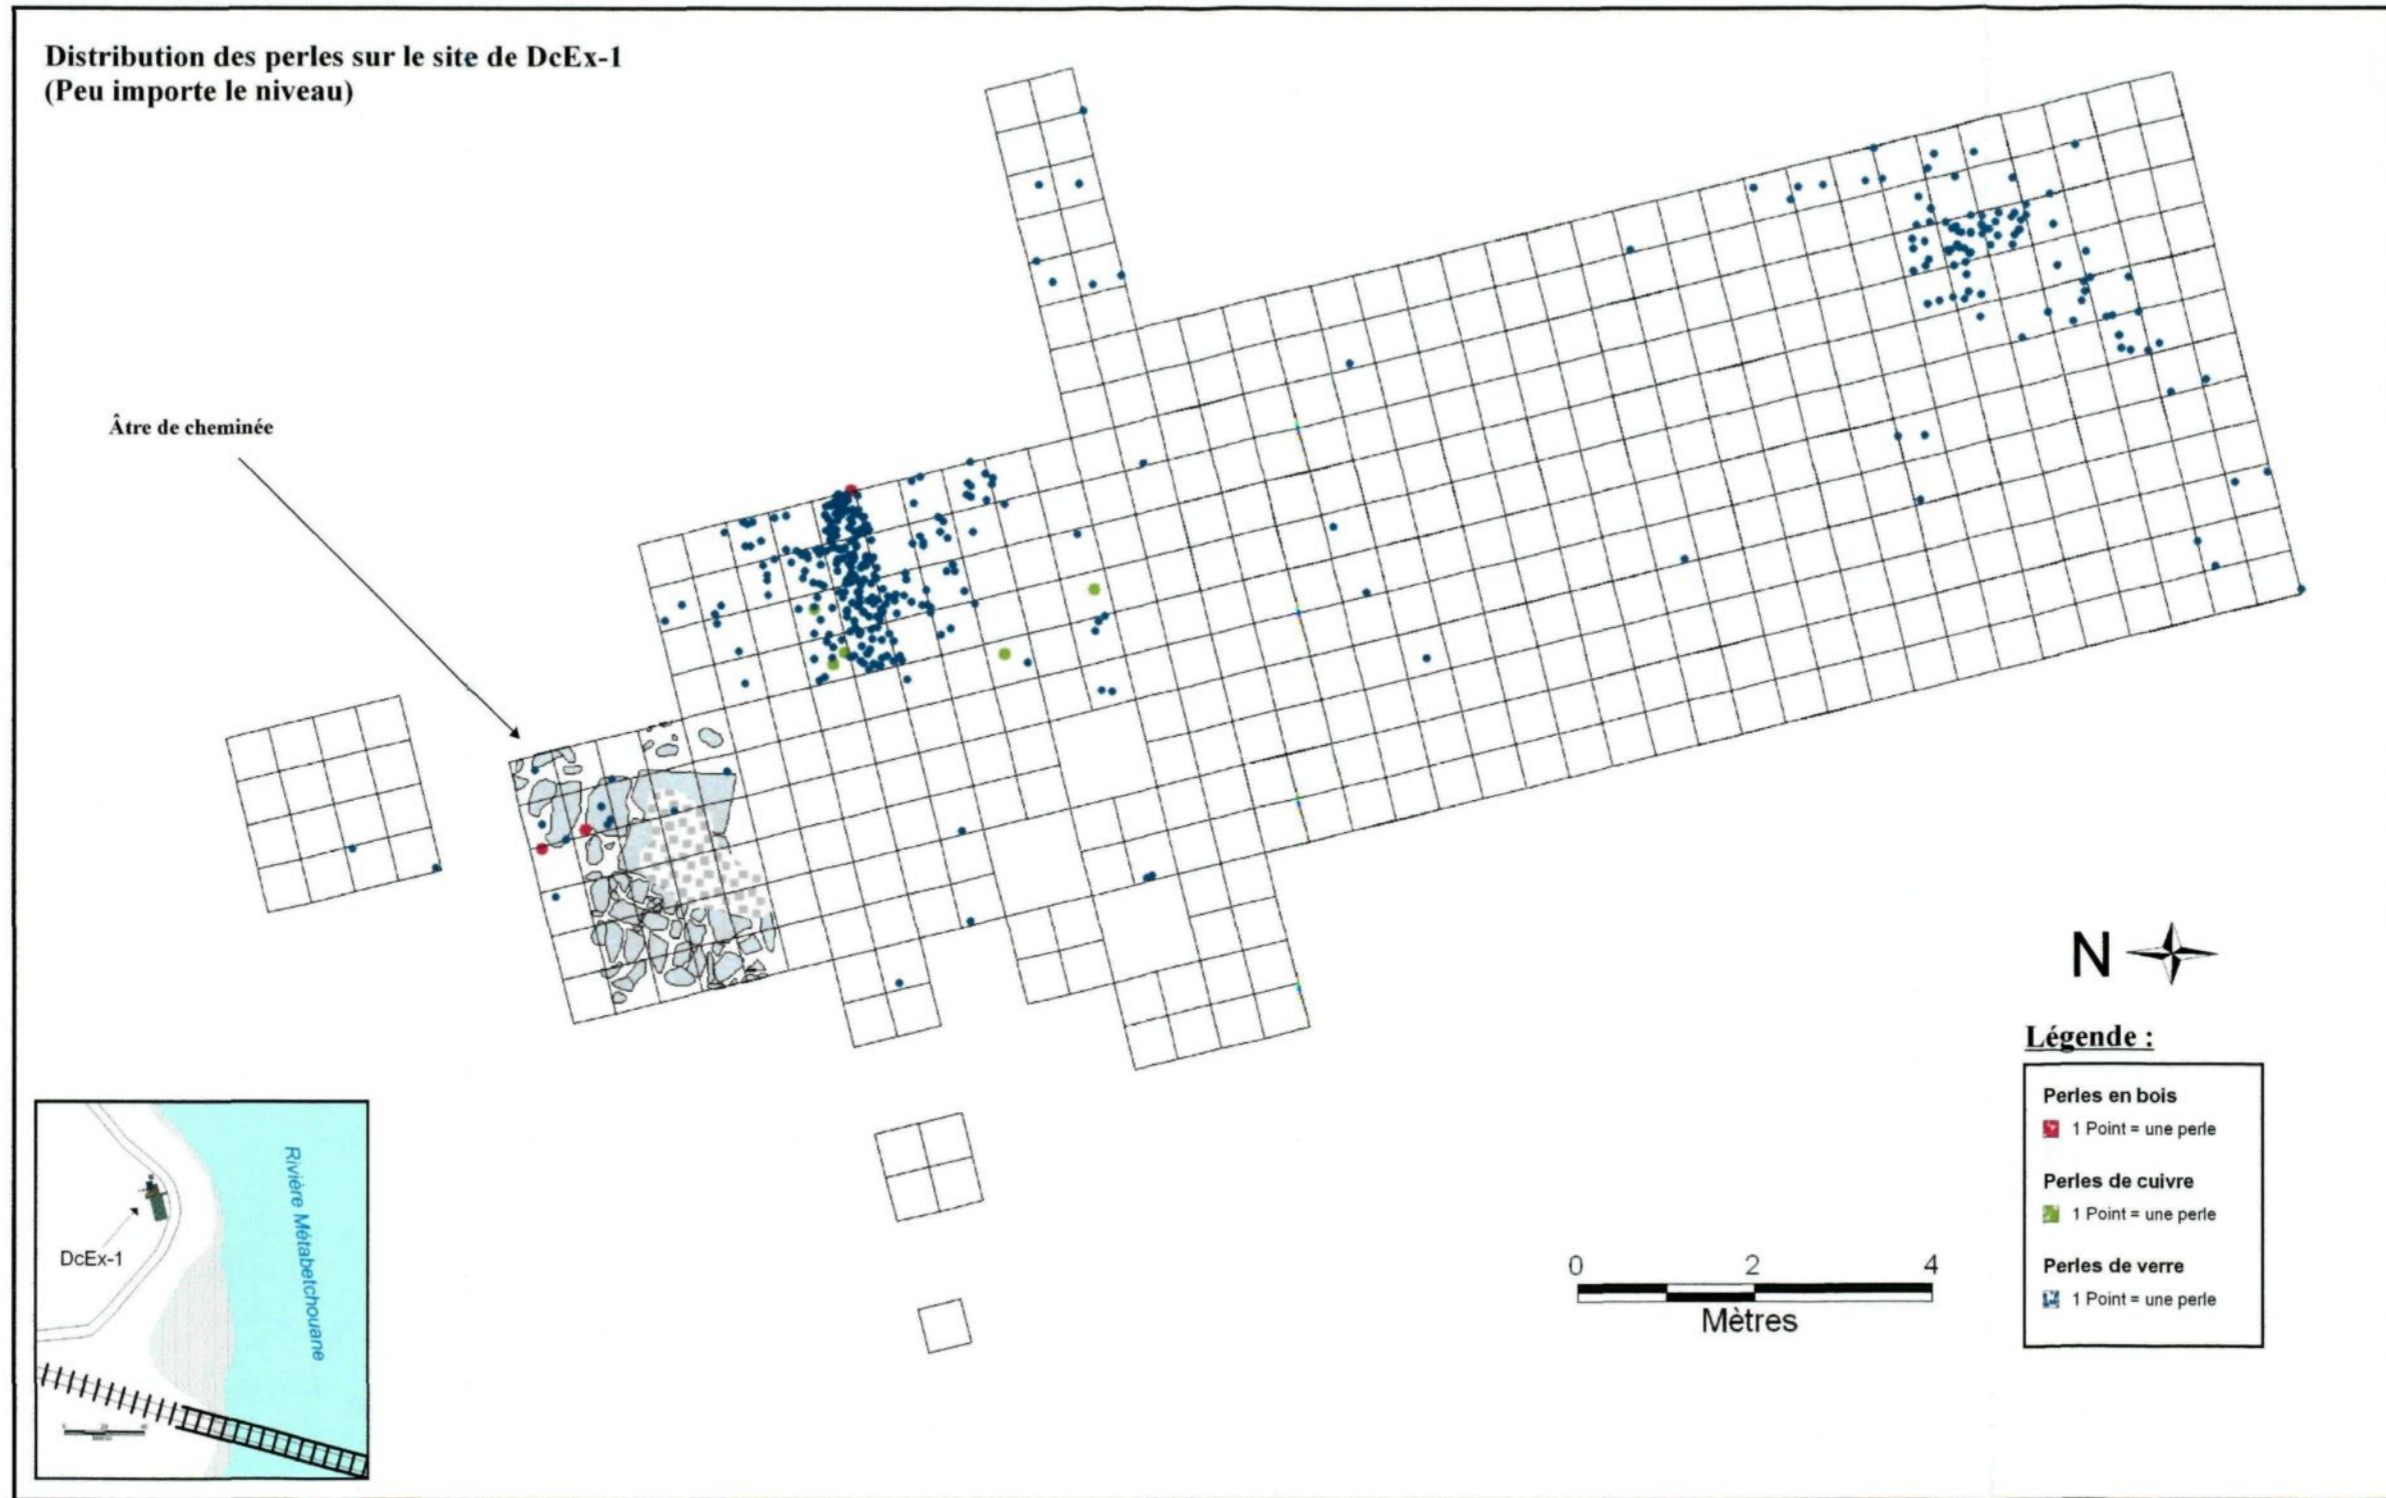 Distribution des perles sur le site de DcEx-1
(Peu importe le niveau)
Âtre de cheminée
N
Légende :
Perles en bois
1 Point = une perle
Perles de cuivre
1 Point = une perle
Perles de verre
1 Point = une perle
0 2 4
Mètres
Rivière Métabetchouane
DcEx-1